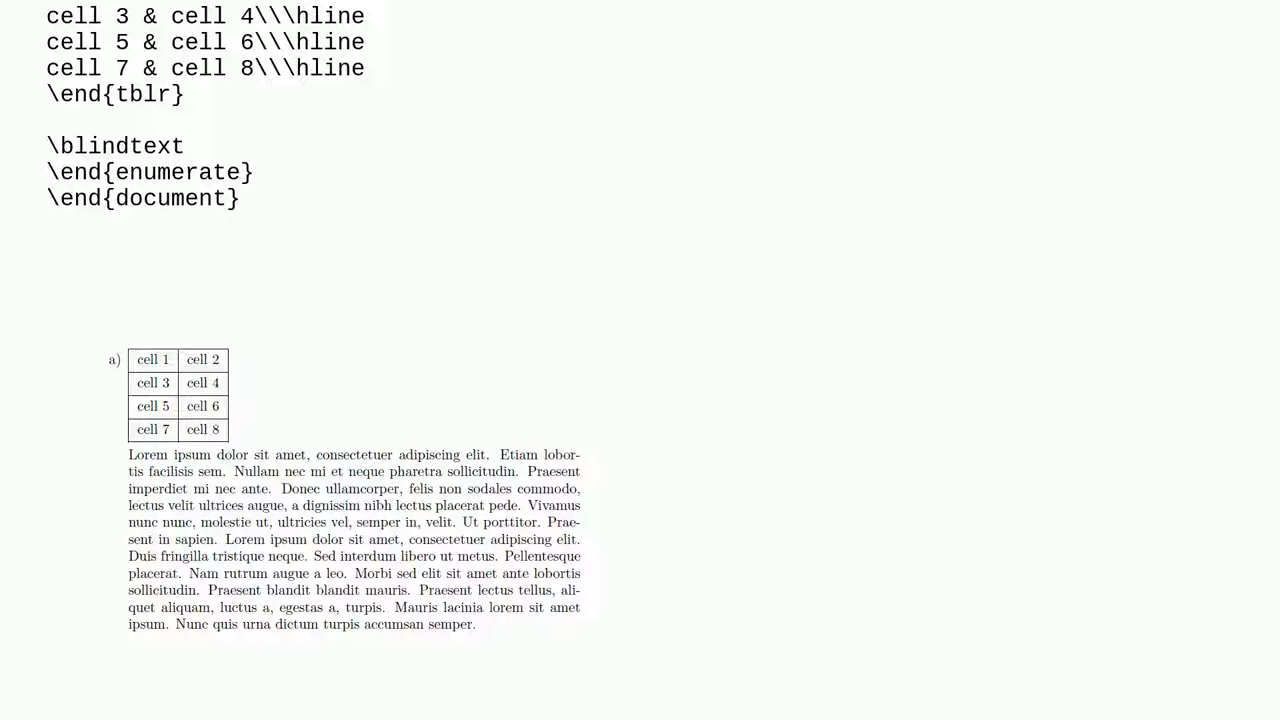 cell 3 & cell 4\\\hline
cell 5 & cell 6\\\hline
cell 7 & cell 8\\\hline
\end{tblr}
\blindtext
\end{enumerate}
\end{document}
a) cell 1 cell 2
cell 3 cell 4
cell 5 cell 6
cell 7 cell 8
Lorem ipsum dolor sit amet, consectetuer adipiscing elit. Etiam lobor-
tis facilisis sem. Nullam nec mi et neque pharetra sollicitudin. Praesent
imperdiet mi nec ante. Donec ullamcorper, felis non sodales commodo,
lectus velit ultrices augue, a dignissim nibh lectus placerat pede. Vivamus
nunc nunc, molestie ut, ultricies vel, semper in, velit. Ut porttitor. Prae-
sent in sapien. Lorem ipsum dolor sit amet, consectetuer adipiscing elit.
Duis fringilla tristique neque. Sed interdum libero ut metus. Pellentesque
placerat. Nam rutrum augue a leo. Morbi sed elit sit amet ante lobortis
sollicitudin. Praesent blandit blandit mauris. Praesent lectus tellus, ali-
quet aliquam, luctus a, egestas a, turpis. Mauris lacinia lorem sit amet
ipsum. Nunc quis urna dictum turpis accumsan semper.